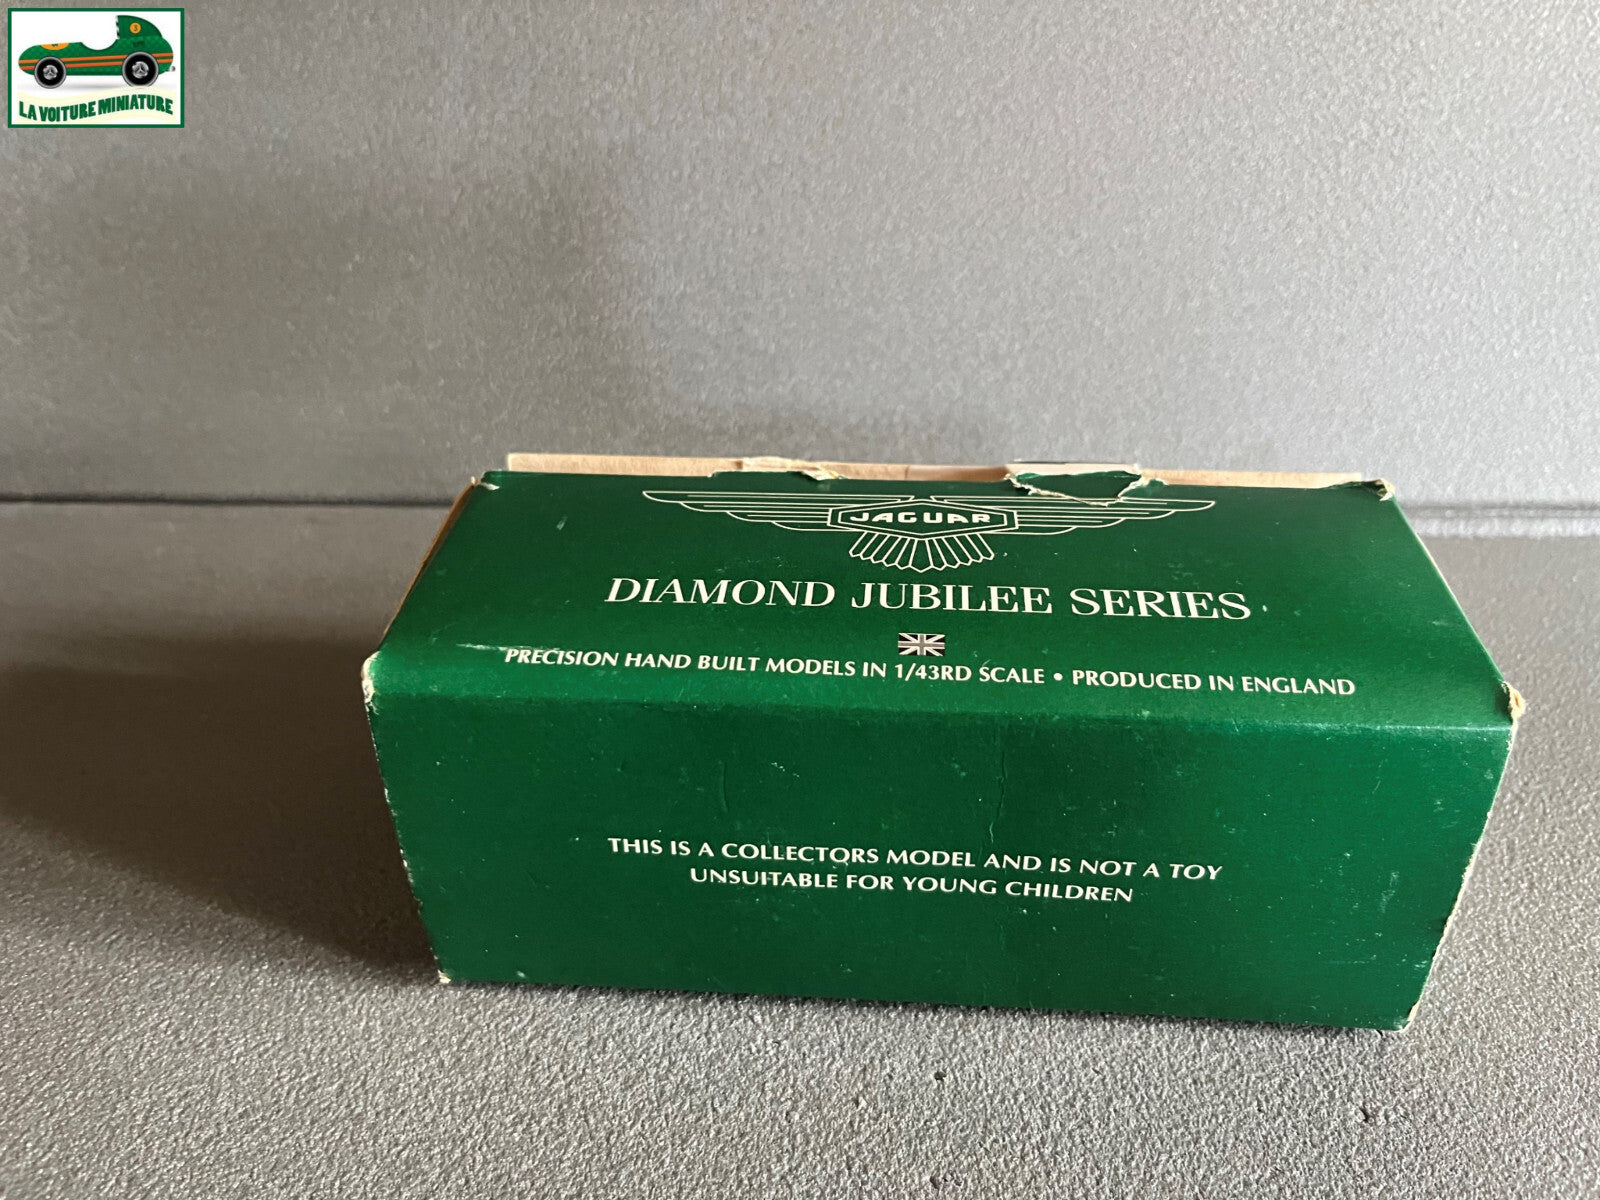 LA VOITURE MINIATURE
JAGUAR
DIAMOND JUBILEE SERIES
PRECISION HAND BUILT MODELS IN 1/43RD SCALE • PRODUCED IN ENGLAND
THIS IS A COLLECTORS MODEL AND IS NOT A TOY
UNSUITABLE FOR YOUNG CHILDREN